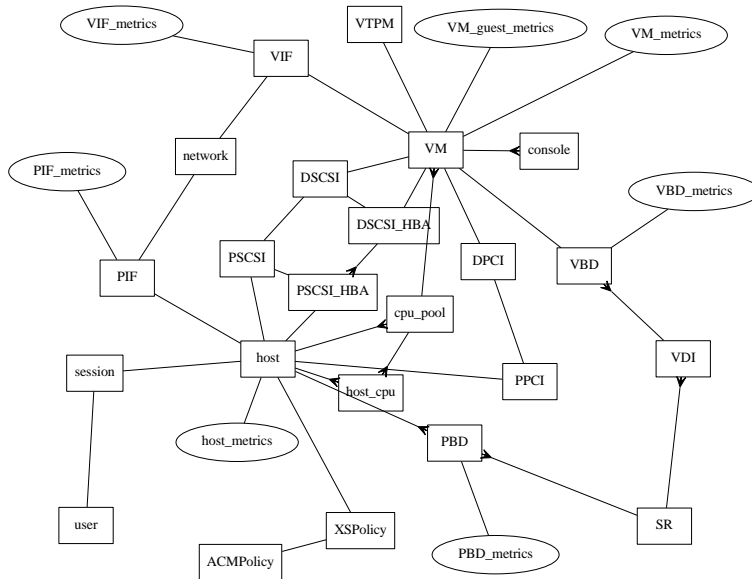 VIF_metrics
VTPM
VM_guest_metrics
VM_metrics
VIF
VM
console
network
PIF_metrics
DSCSI
VBD_metrics
DSCSI_HBA
PSCSI
DPCI
VBD
PIF
PSCSI_HBA
cpu_pool
host
VDI
session
PPCI
host_cpu
host_metrics
PBD
user
XSPolicy
SR
PBD_metrics
ACMPolicy